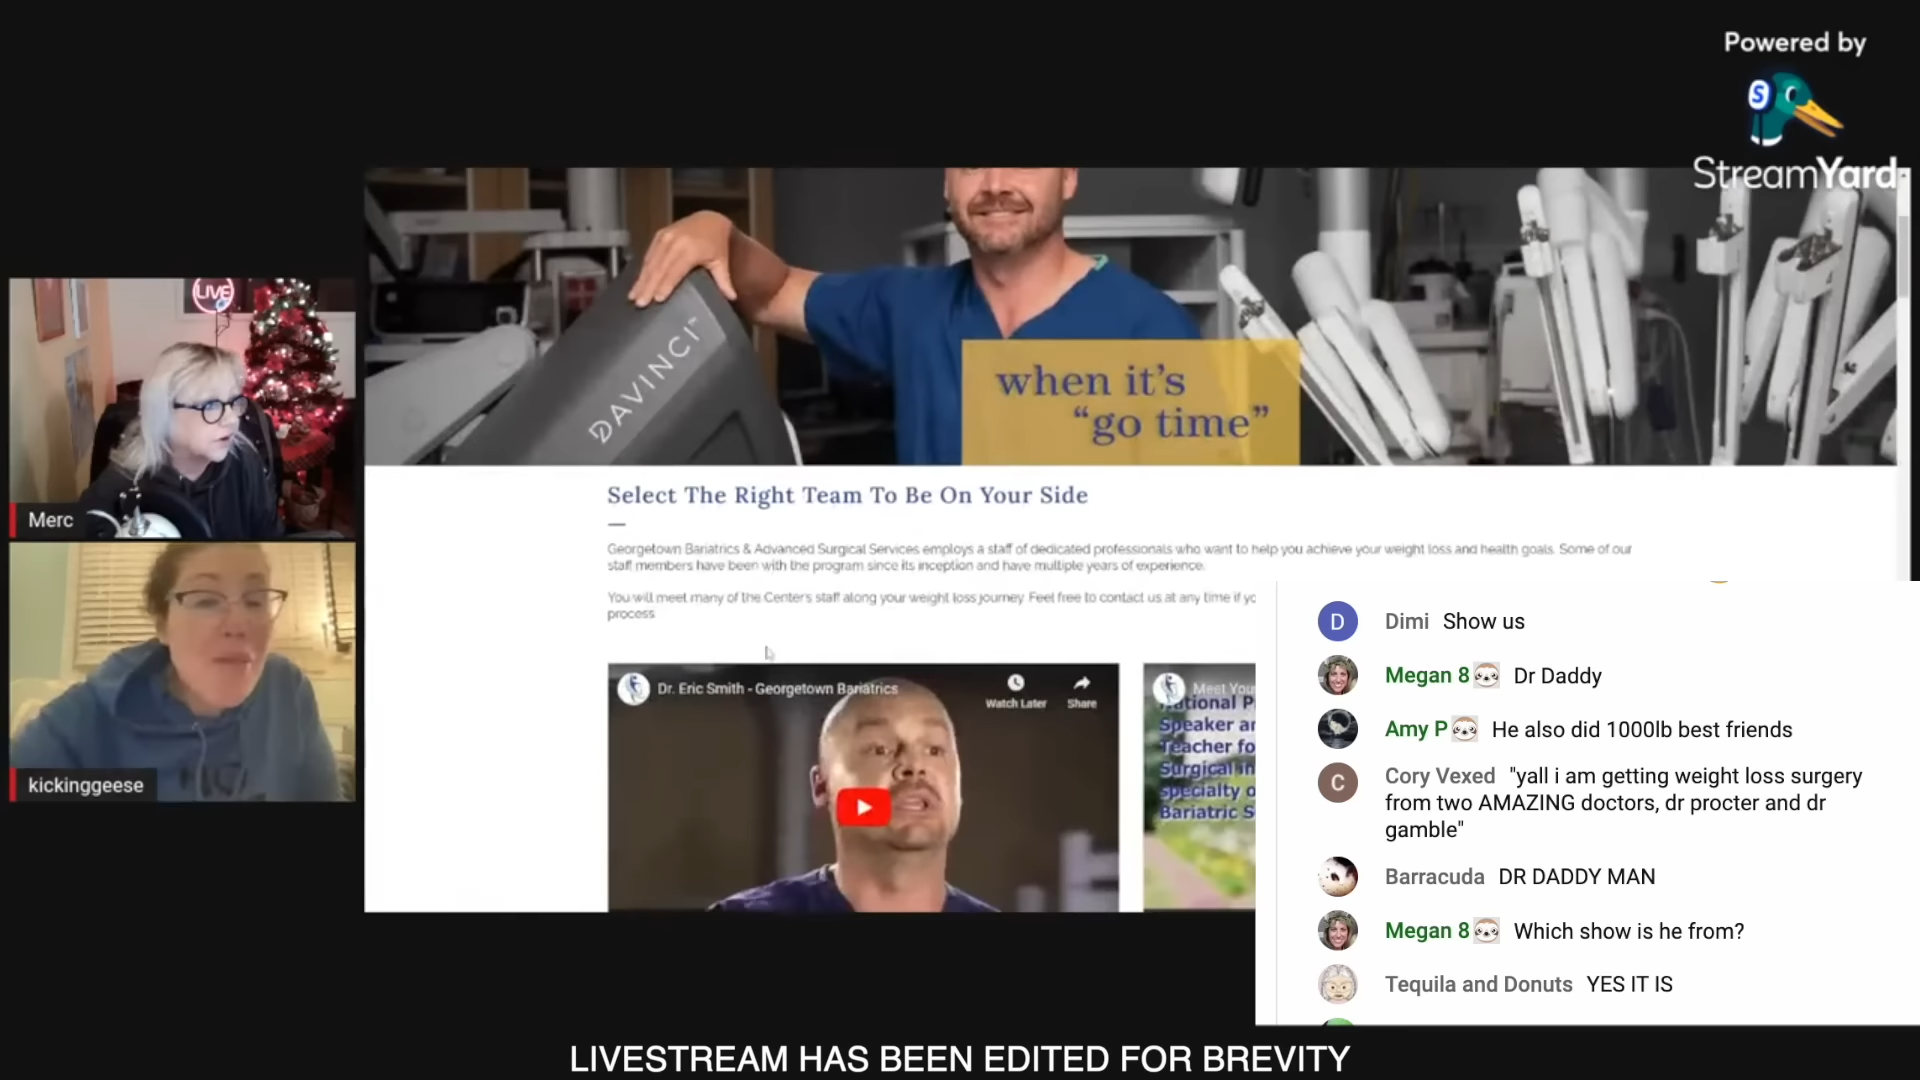 Powered by
StreamYard
LIVE
DAVINCI™
when it's
"go time"
Merc
kickinggeese
Select The Right Team To Be On Your Side
Georgetown Bariatrics & Advanced Surgical Services employs a staff of dedicated professionals who want to help you achieve your weight loss and health goals. Some of our
staff members have been with the program since its inception and have multiple years of experience.
You will meet many of the Center's staff along your weight loss journey. Feel free to contact us at any time if
process
Dr. Eric Smith - Georgetown Bariatrics
Watch Later
Share
Meet You
Speaker
Teacher fo
Surgical in
specialty o
Bariatric S
D
Dimi Show us
Megan 8 Dr Daddy
Amy P He also did 1000lb best friends
C
Cory Vexed "yall i am getting weight loss surgery
from two AMAZING doctors, dr procter and dr
gamble"
Barracuda DR DADDY MAN
Megan 8 Which show is he from?
Tequila and Donuts YES IT IS
LIVESTREAM HAS BEEN EDITED FOR BREVITY